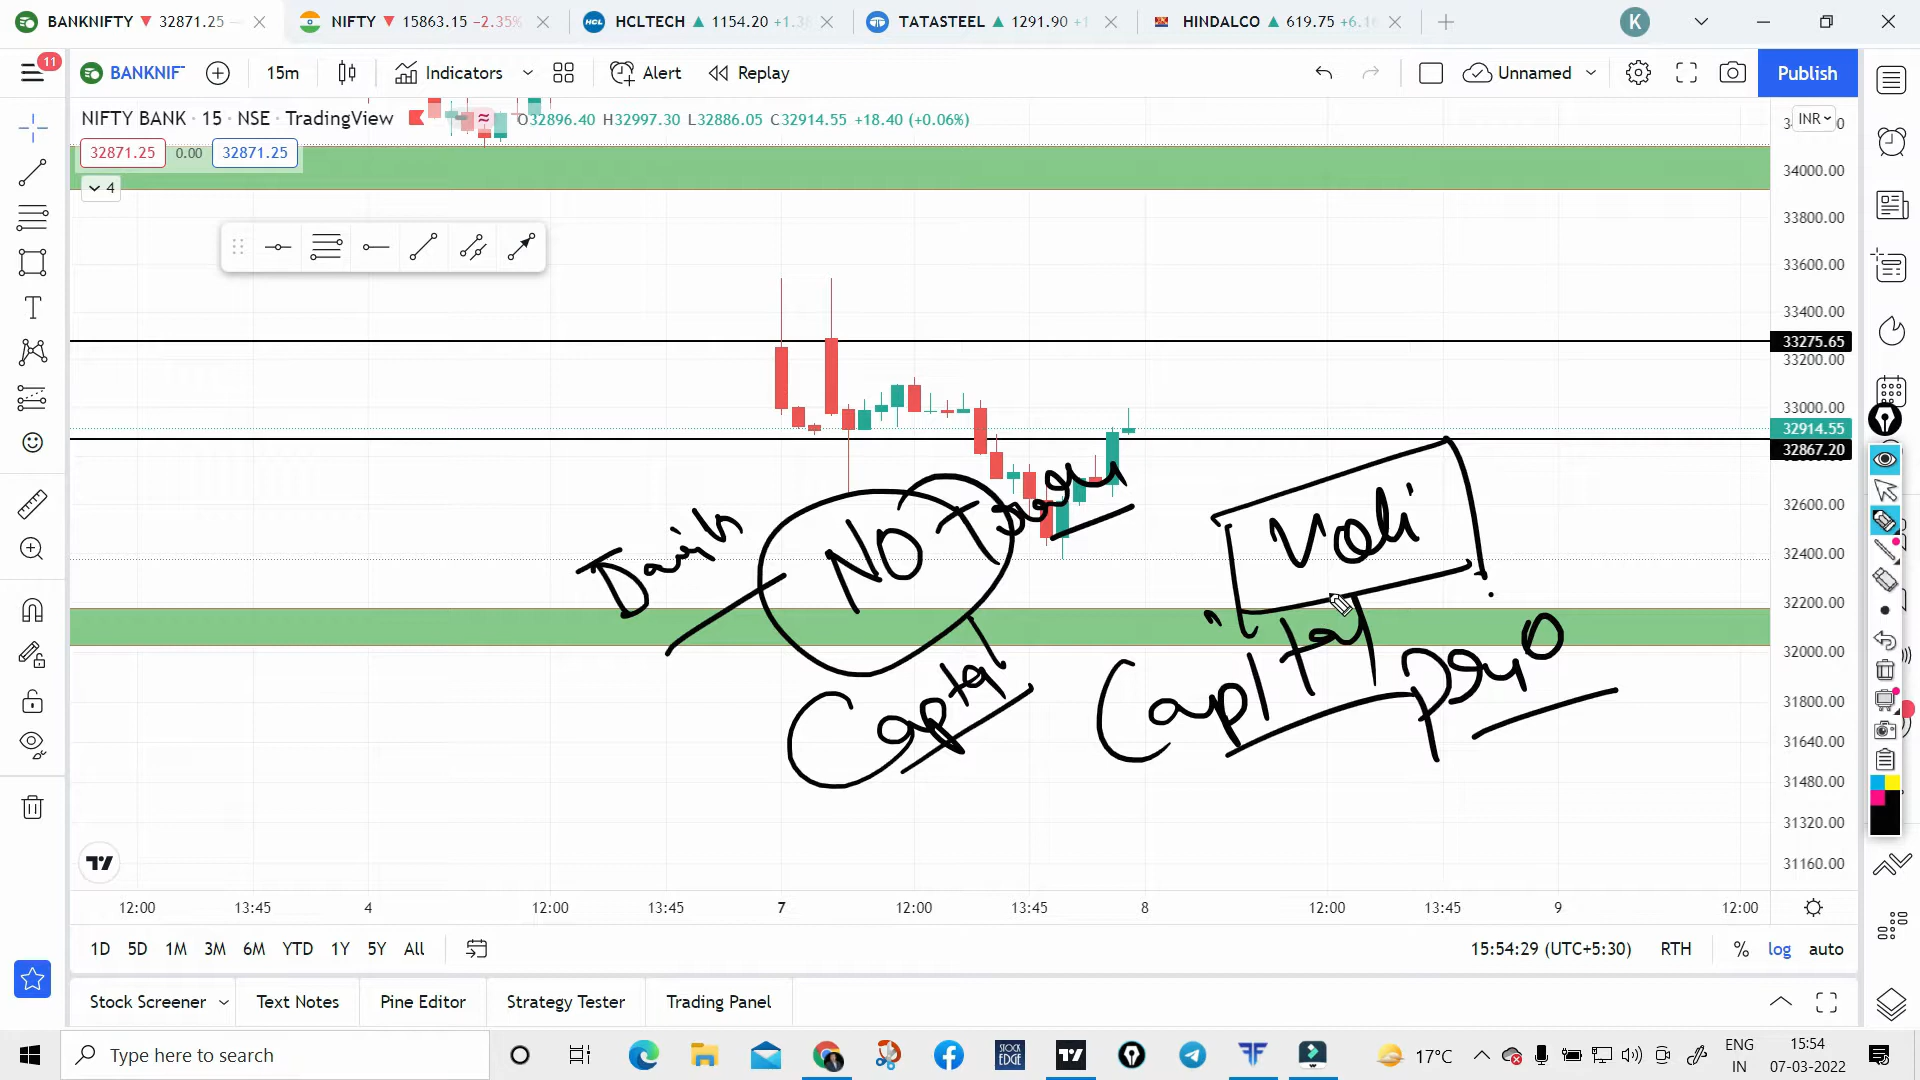 BANKNIFTY ▼ 32871.25
NIFTY ▼ 15863.15 −2.35%
HCLTECH ▲ 1154.20
TATASTEEL ▲ 1291.90
HINDALCO ▲ 619.75
K
11
BANKNIF
15m
Indicators
Alert
Replay
Unnamed
Publish
NIFTY BANK · 15 · NSE · TradingView
O32896.40 H32997.30 L32886.05 C32914.55 +18.40 (+0.06%)
INR
32871.25 0.00 32871.25
4
34000.00
33800.00
33600.00
33400.00
33275.65
33200.00
33000.00
32914.55
32867.20
32600.00
32400.00
32200.00
32000.00
31800.00
31640.00
31480.00
31320.00
31160.00
NO
12:00 13:45 4 12:00 13:45 7 12:00 13:45 8 12:00 13:45 9 12:00
1D 5D 1M 3M 6M YTD 1Y 5Y All
15:54:29 (UTC+5:30) RTH % log auto
Stock Screener Text Notes Pine Editor Strategy Tester Trading Panel
Type here to search
STOCK EDGE
17°C
ENG
IN
15:54
07-03-2022